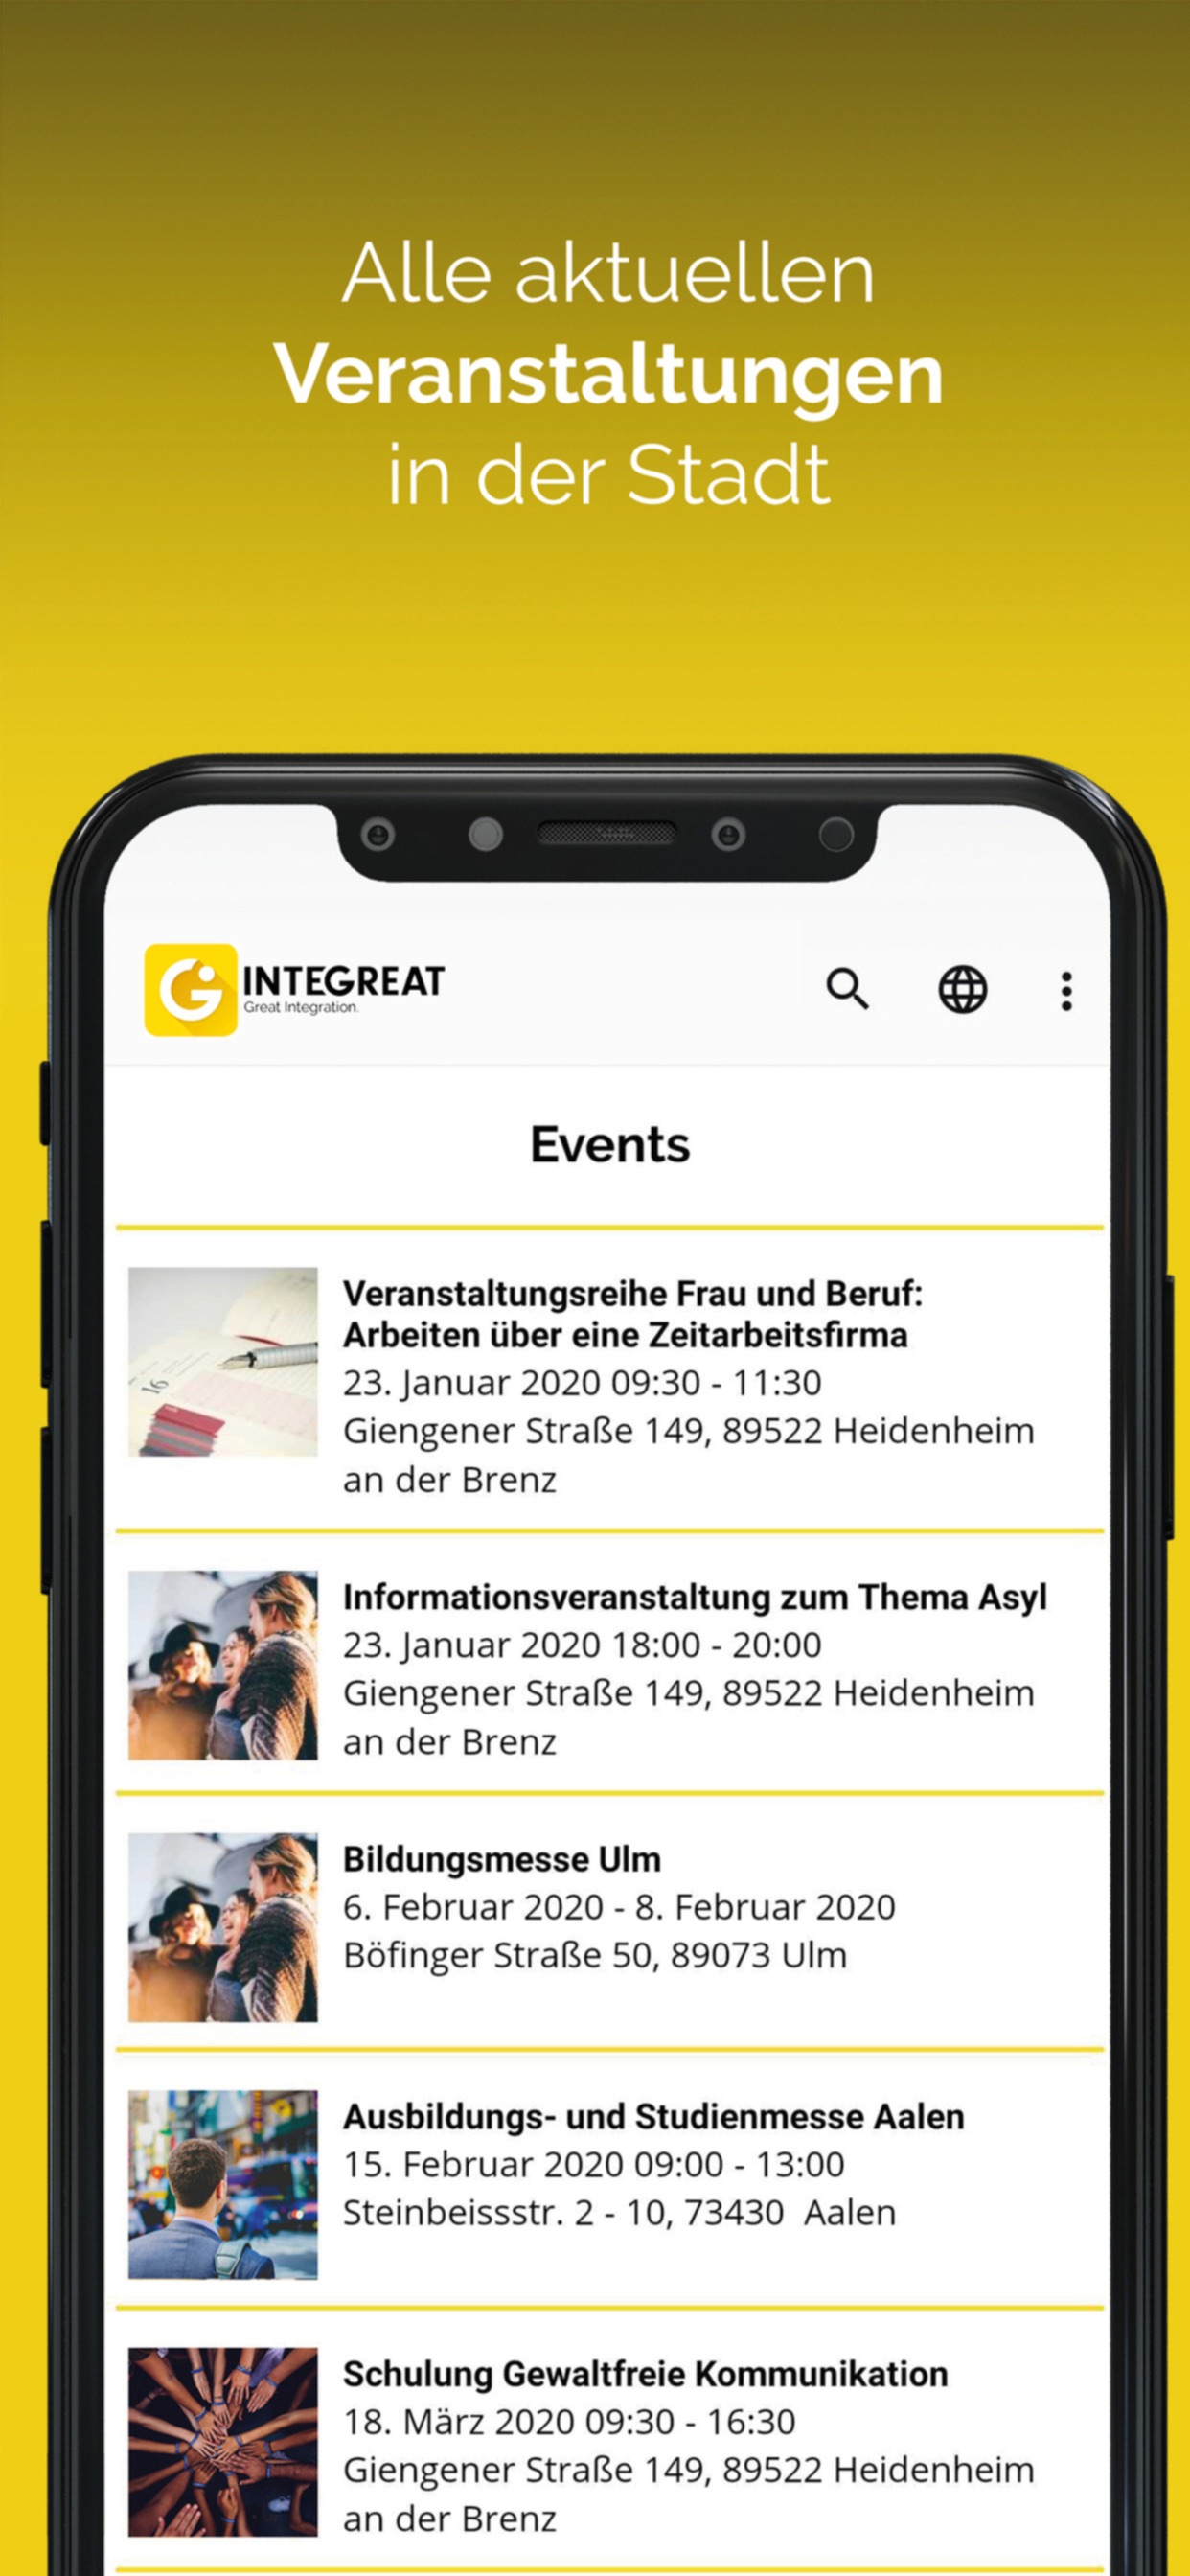 Alle aktuellen
Veranstaltungen
in der Stadt
INTEGREAT
Great Integration.
Events
Veranstaltungsreihe Frau und Beruf:
Arbeiten über eine Zeitarbeitsfirma
23. Januar 2020 09:30 - 11:30
Giengener Straße 149, 89522 Heidenheim
an der Brenz
16
Informationsveranstaltung zum Thema Asyl
23. Januar 2020 18:00 - 20:00
Giengener Straße 149, 89522 Heidenheim
an der Brenz
Bildungsmesse Ulm
6. Februar 2020 - 8. Februar 2020
Böfinger Straße 50, 89073 Ulm
Ausbildungs- und Studienmesse Aalen
15. Februar 2020 09:00 - 13:00
Steinbeissstr. 2 - 10, 73430  Aalen
Schulung Gewaltfreie Kommunikation
18. März 2020 09:30 - 16:30
Giengener Straße 149, 89522 Heidenheim
an der Brenz